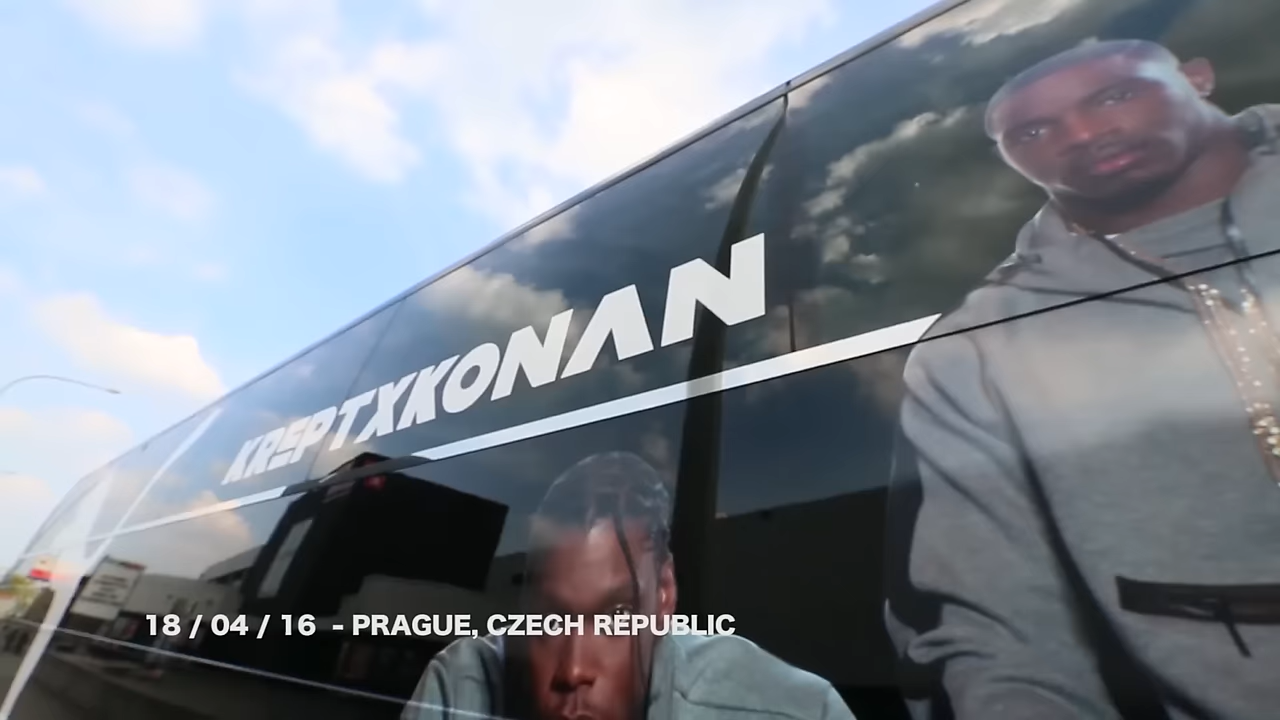 KREPTXKONAN
18 / 04 / 16 - PRAGUE, CZECH REPUBLIC